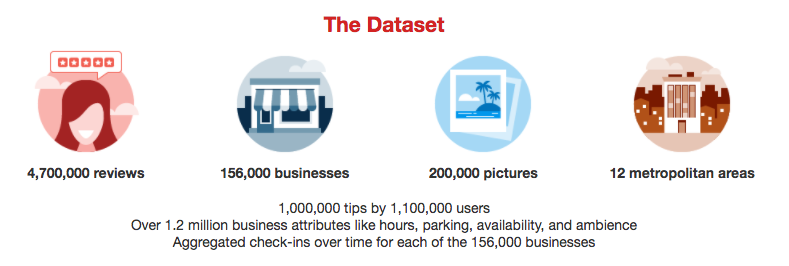 The Dataset
4,700,000 reviews
156,000 businesses
200,000 pictures
12 metropolitan areas
1,000,000 tips by 1,100,000 users
Over 1.2 million business attributes like hours, parking, availability, and ambience
Aggregated check-ins over time for each of the 156,000 businesses